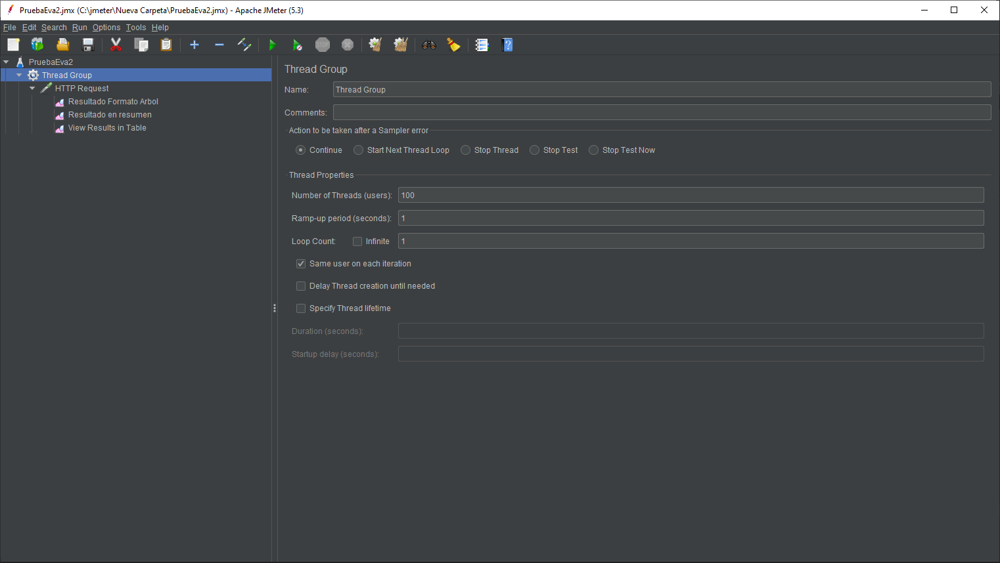 PruebaEva2.jmx (C:\jmeter\Nueva Carpeta\PruebaEva2.jmx) - Apache JMeter (5.3)
File Edit Search Run Options Tools Help
STOP
?
PruebaEva2
Thread Group
HTTP Request
Resultado Formato Arbol
Resultado en resumen
View Results in Table
Thread Group
Name: Thread Group
Comments:
Action to be taken after a Sampler error
Continue Start Next Thread Loop Stop Thread Stop Test Stop Test Now
Thread Properties
Number of Threads (users): 100
Ramp-up period (seconds): 1
Loop Count: Infinite 1
Same user on each iteration
Delay Thread creation until needed
Specify Thread lifetime
Duration (seconds):
Startup delay (seconds):